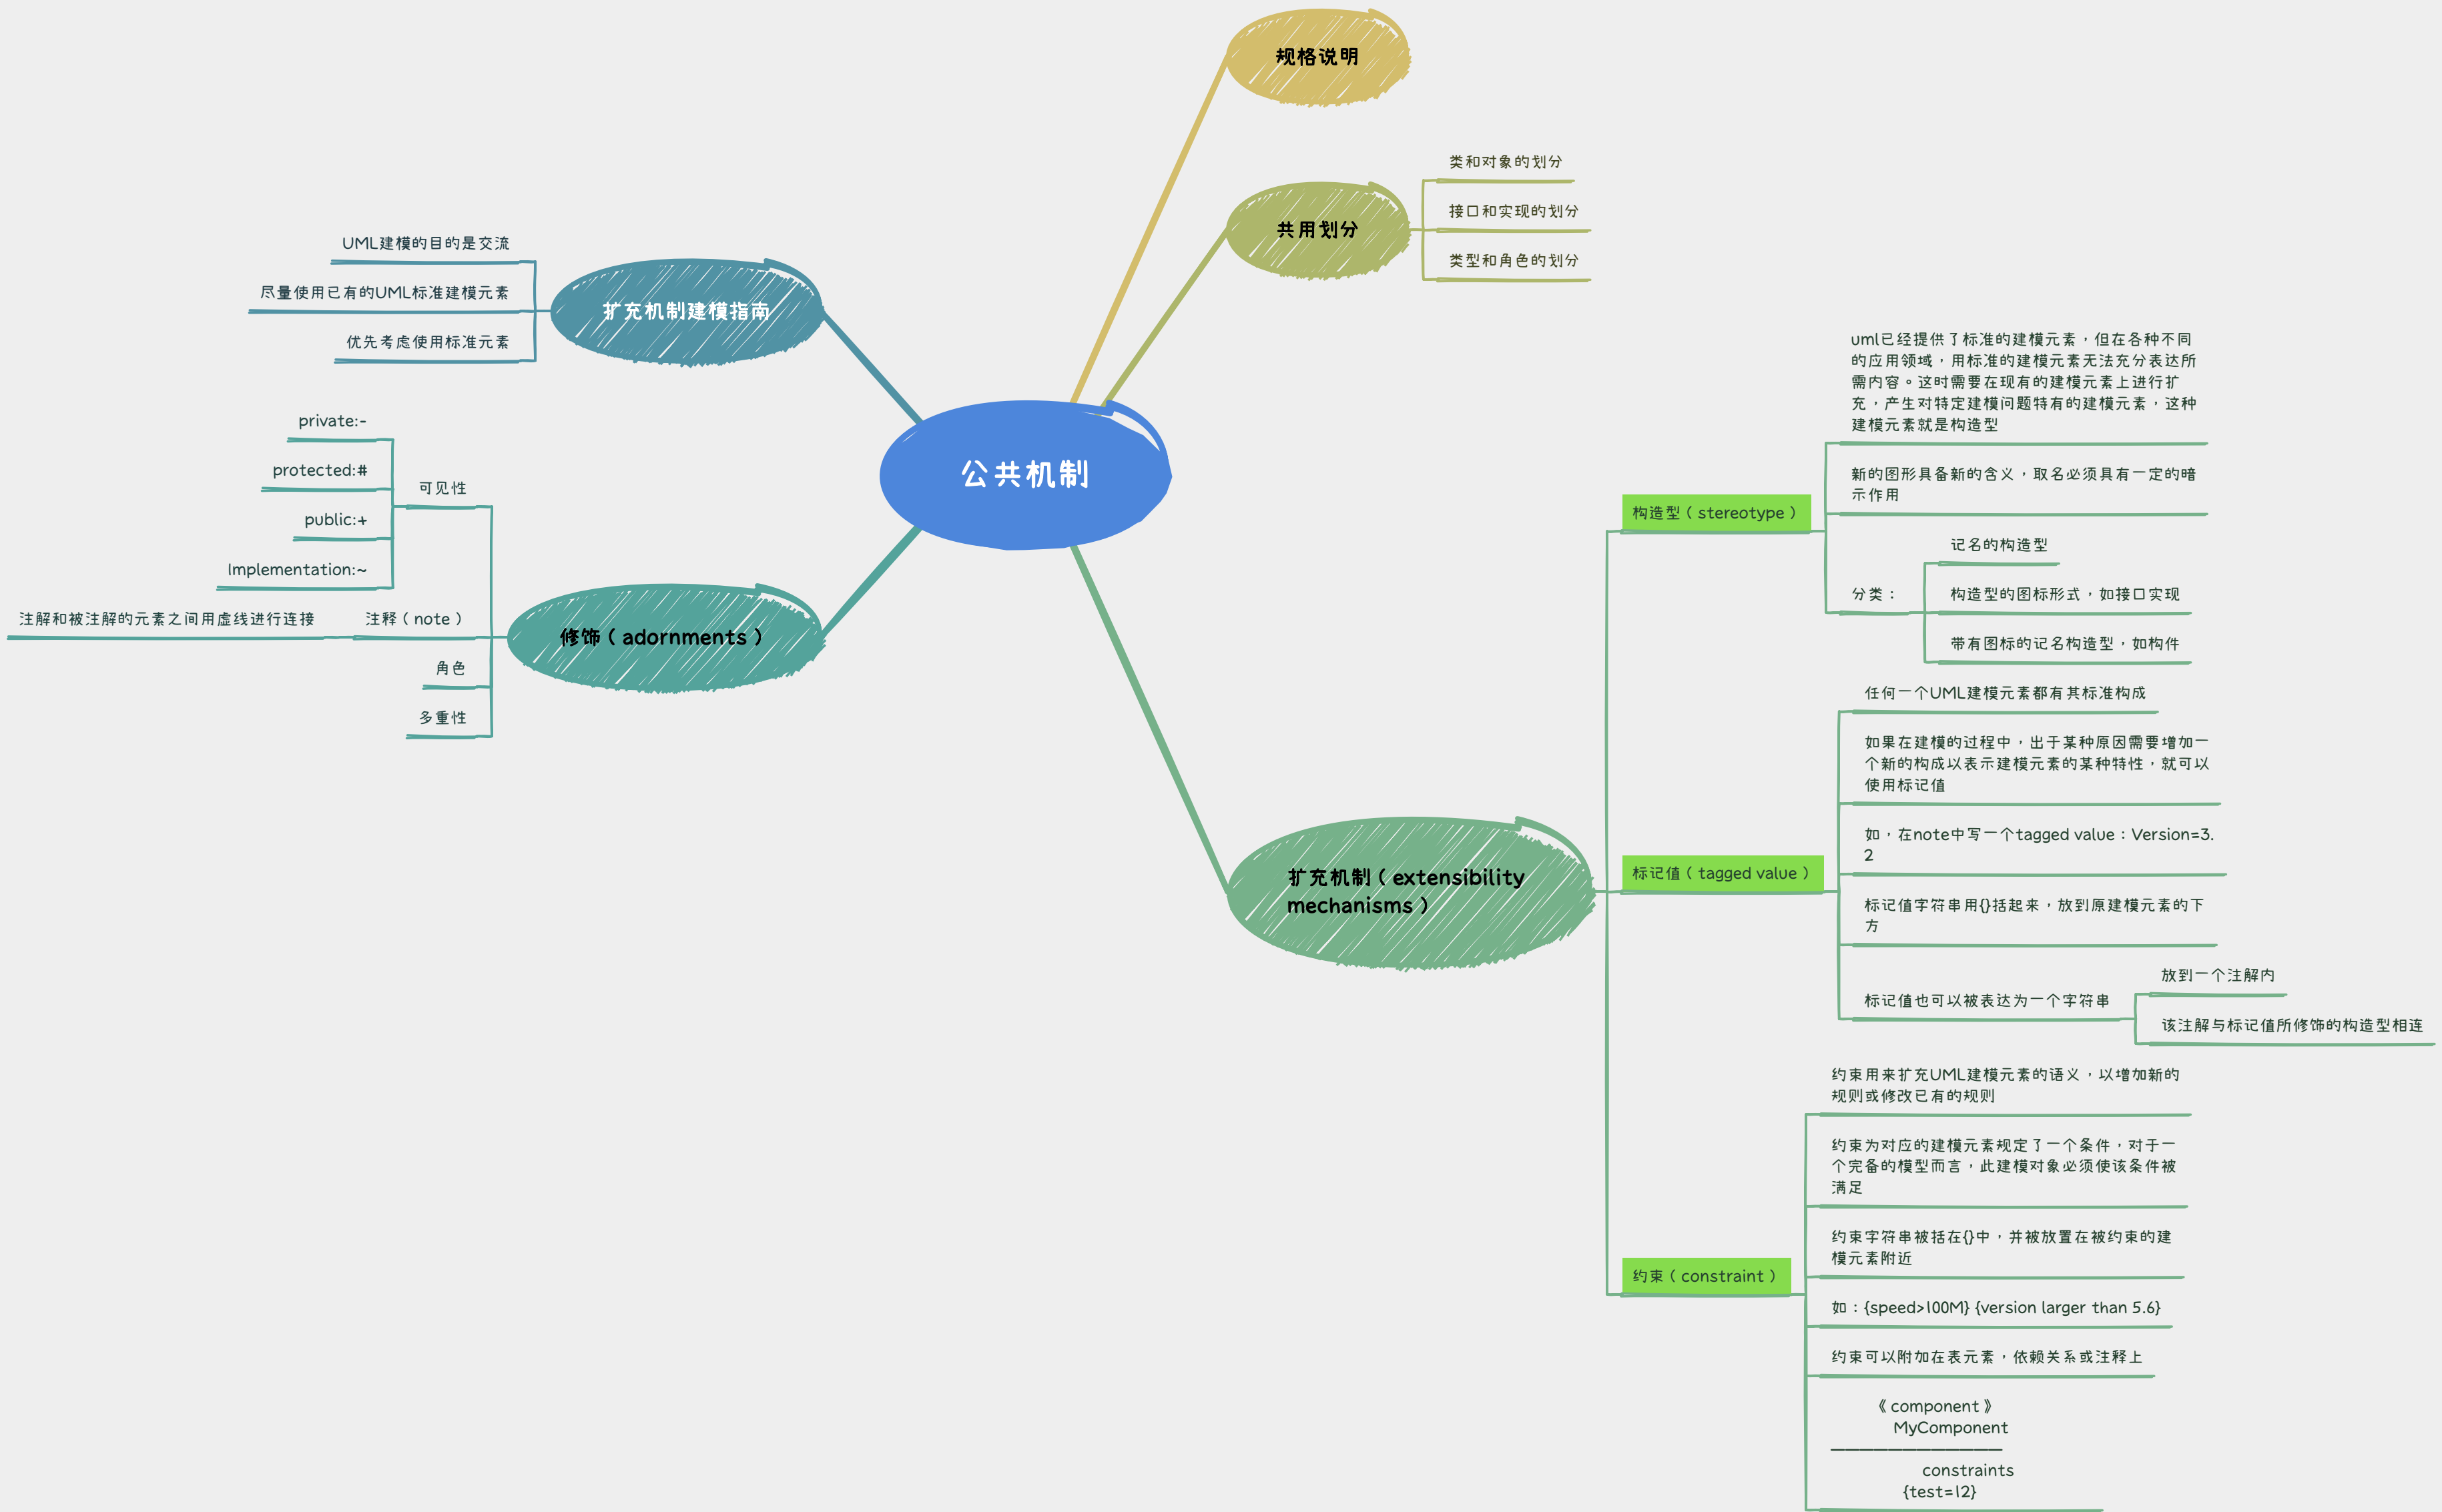 公共机制
规格说明
共用划分
类和对象的划分
接口和实现的划分
类型和角色的划分
扩充机制（extensibility
mechanisms）
构造型（stereotype）
uml已经提供了标准的建模元素，但在各种不同
的应用领域，用标准的建模元素无法充分表达所
需内容。这时需要在现有的建模元素上进行扩
充，产生对特定建模问题特有的建模元素，这种
建模元素就是构造型
新的图形具备新的含义，取名必须具有一定的暗
示作用
分类：
记名的构造型
构造型的图标形式，如接口实现
带有图标的记名构造型，如构件
标记值（tagged value）
任何一个UML建模元素都有其标准构成
如果在建模的过程中，出于某种原因需要增加一
个新的构成以表示建模元素的某种特性，就可以
使用标记值
如，在note中写一个tagged value：Version=3.
2
标记值字符串用{}括起来，放到原建模元素的下
方
标记值也可以被表达为一个字符串
放到一个注解内
该注解与标记值所修饰的构造型相连
约束（constraint）
约束用来扩充UML建模元素的语义，以增加新的
规则或修改已有的规则
约束为对应的建模元素规定了一个条件，对于一
个完备的模型而言，此建模对象必须使该条件被
满足
约束字符串被括在{}中，并被放置在被约束的建
模元素附近
如：{speed>100M} {version larger than 5.6}
约束可以附加在表元素，依赖关系或注释上
《component》
MyComponent
————————————
constraints
{test=12}
扩充机制建模指南
UML建模的目的是交流
尽量使用已有的UML标准建模元素
优先考虑使用标准元素
修饰（adornments）
可见性
private:-
protected:#
public:+
Implementation:~
注释（note）
注解和被注解的元素之间用虚线进行连接
角色
多重性